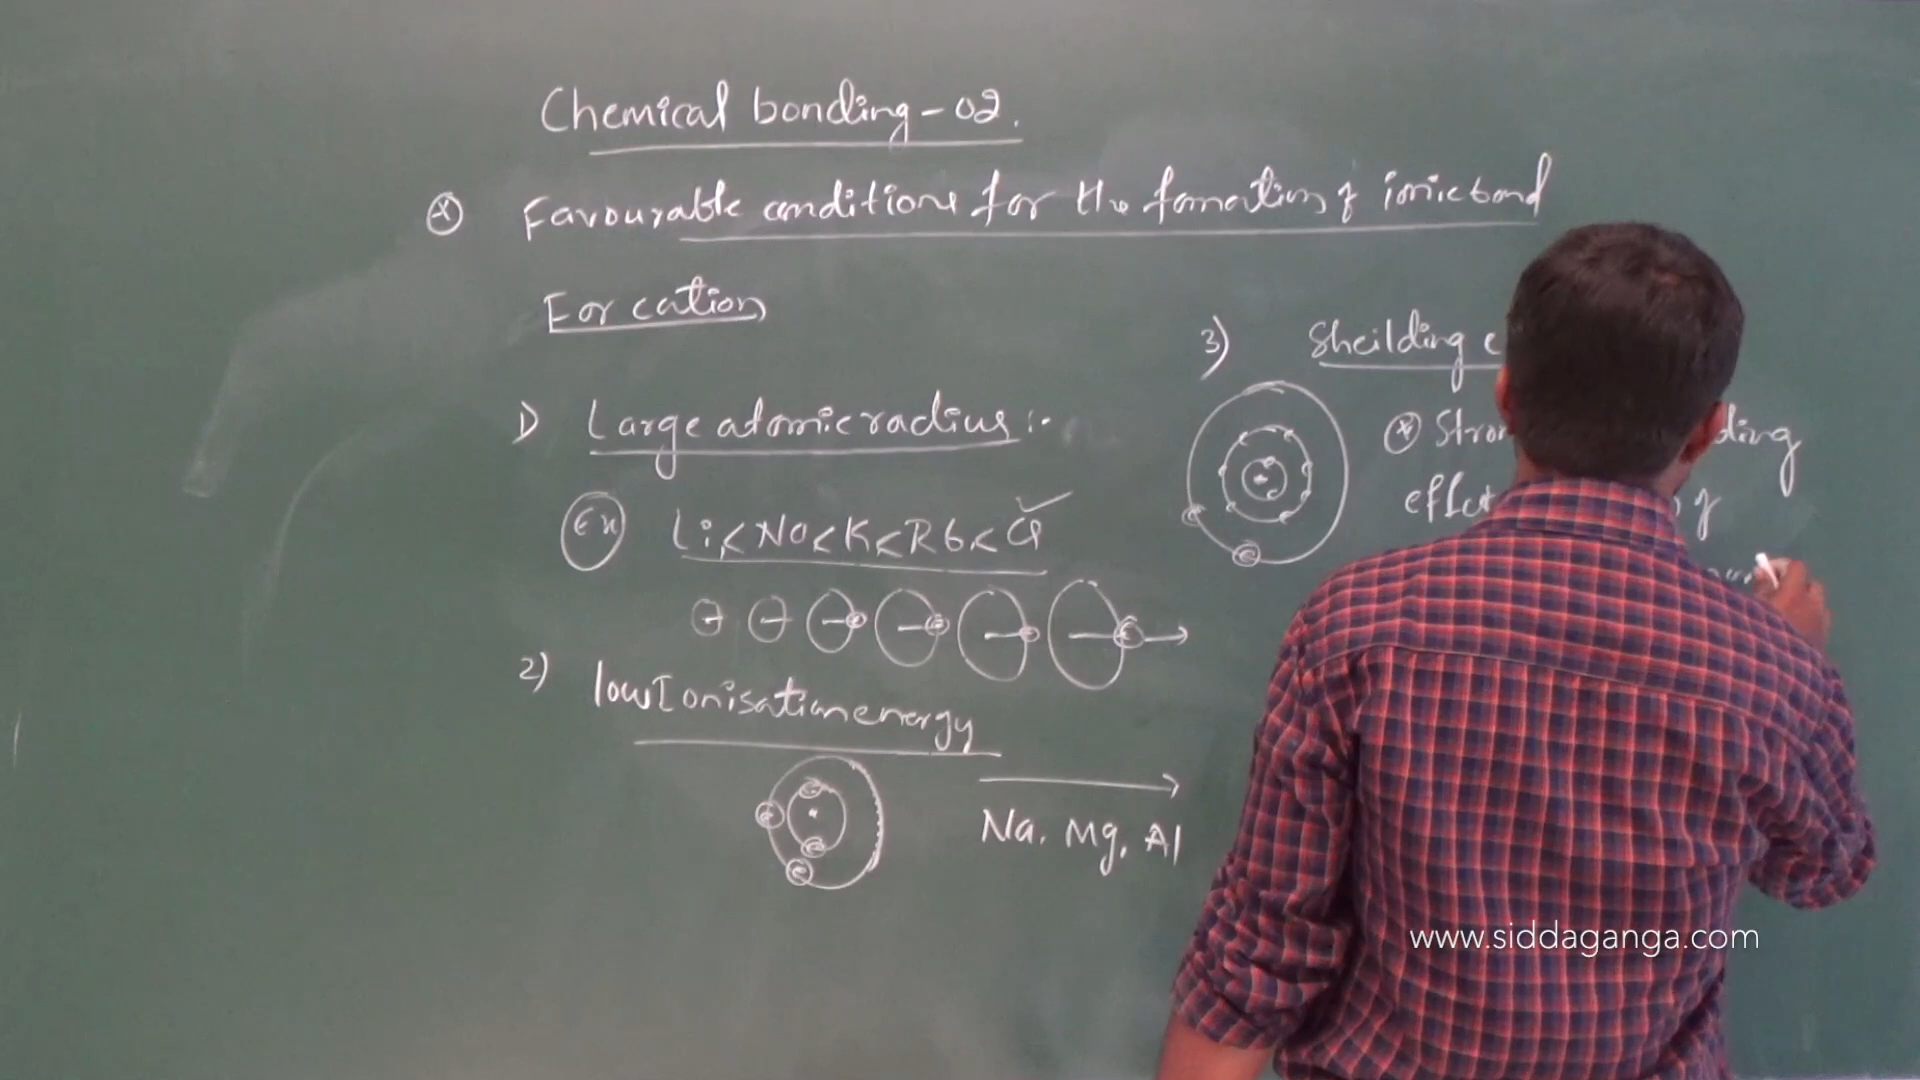 Chemical bonding - 02.
Favourable conditions for the formation of ionic bond
For cation
1) Large atomic radius :-
Ex Li < Na < K < Rb < Cs
2) low Ionisation energy
Na, Mg, Al
3) Sheilding
effect
www.siddaganga.com